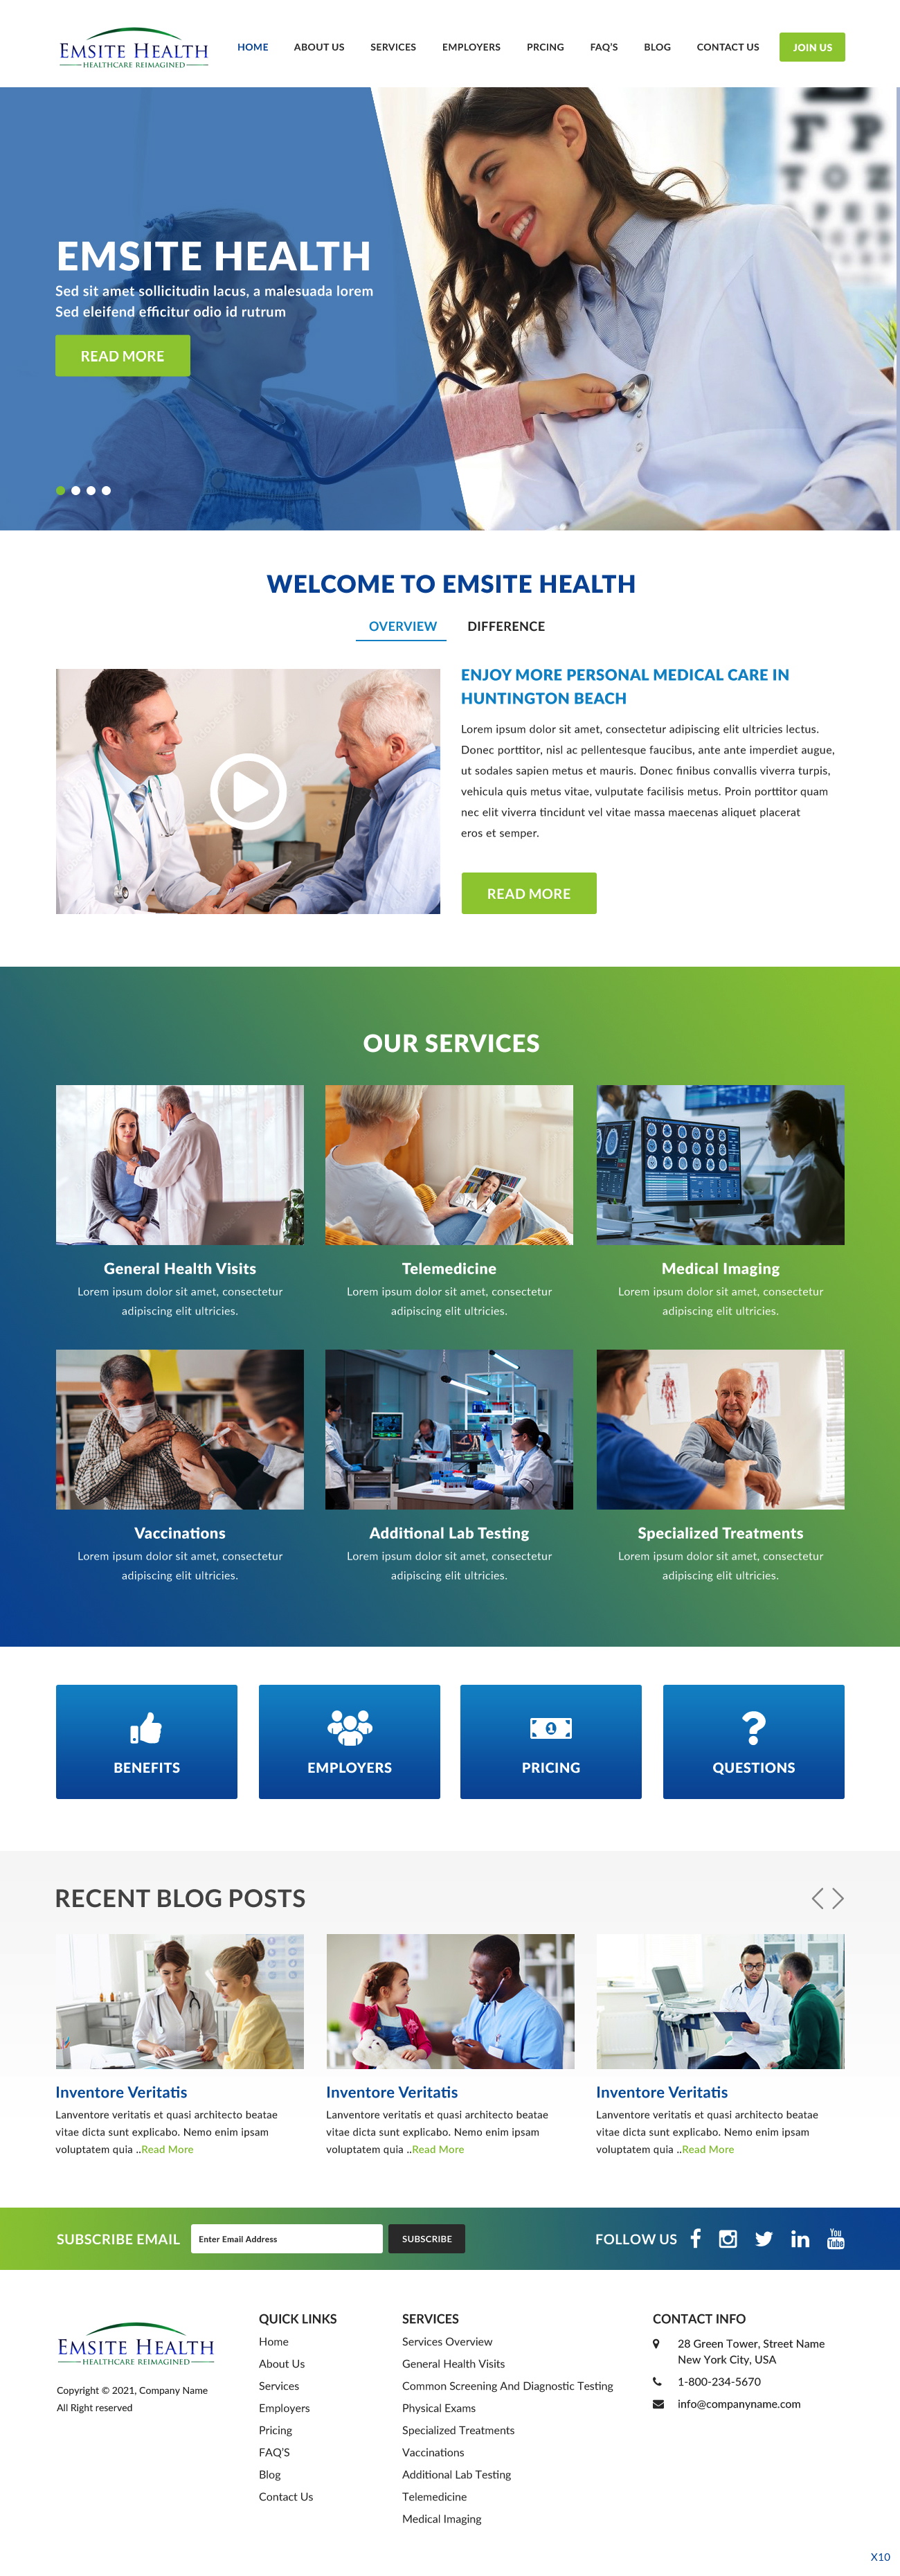 EMSITE HEALTH
HEALTHCARE REIMAGINED
HOME
ABOUT US
SERVICES
EMPLOYERS
PRCING
FAQ'S
BLOG
CONTACT US
JOIN US
EMSITE HEALTH
Sed sit amet sollicitudin lacus, a malesuada lorem
Sed eleifend efficitur odio id rutrum
READ MORE
WELCOME TO EMSITE HEALTH
OVERVIEW
DIFFERENCE
ENJOY MORE PERSONAL MEDICAL CARE IN
HUNTINGTON BEACH
Lorem ipsum dolor sit amet, consectetur adipiscing elit ultricies lectus.
Donec porttitor, nisl ac pellentesque faucibus, ante ante imperdiet augue,
ut sodales sapien metus et mauris. Donec finibus convallis viverra turpis,
vehicula quis metus vitae, vulputate facilisis metus. Proin porttitor quam
nec elit viverra tincidunt vel vitae massa maecenas aliquet placerat
eros et semper.
READ MORE
OUR SERVICES
General Health Visits
Lorem ipsum dolor sit amet, consectetur
adipiscing elit ultricies.
Telemedicine
Lorem ipsum dolor sit amet, consectetur
adipiscing elit ultricies.
Medical Imaging
Lorem ipsum dolor sit amet, consectetur
adipiscing elit ultricies.
Vaccinations
Lorem ipsum dolor sit amet, consectetur
adipiscing elit ultricies.
Additional Lab Testing
Lorem ipsum dolor sit amet, consectetur
adipiscing elit ultricies.
Specialized Treatments
Lorem ipsum dolor sit amet, consectetur
adipiscing elit ultricies.
BENEFITS
EMPLOYERS
1
PRICING
QUESTIONS
RECENT BLOG POSTS
Inventore Veritatis
Lanventore veritatis et quasi architecto beatae
vitae dicta sunt explicabo. Nemo enim ipsam
voluptatem quia ..Read More
Inventore Veritatis
Lanventore veritatis et quasi architecto beatae
vitae dicta sunt explicabo. Nemo enim ipsam
voluptatem quia ..Read More
Inventore Veritatis
Lanventore veritatis et quasi architecto beatae
vitae dicta sunt explicabo. Nemo enim ipsam
voluptatem quia ..Read More
SUBSCRIBE EMAIL
Enter Email Address
SUBSCRIBE
FOLLOW US
You
Tube
EMSITE HEALTH
HEALTHCARE REIMAGINED
Copyright © 2021, Company Name
All Right reserved
QUICK LINKS
Home
About Us
Services
Employers
Pricing
FAQ'S
Blog
Contact Us
SERVICES
Services Overview
General Health Visits
Common Screening And Diagnostic Testing
Physical Exams
Specialized Treatments
Vaccinations
Additional Lab Testing
Telemedicine
Medical Imaging
CONTACT INFO
28 Green Tower, Street Name
New York City, USA
1-800-234-5670
info@companyname.com
X10